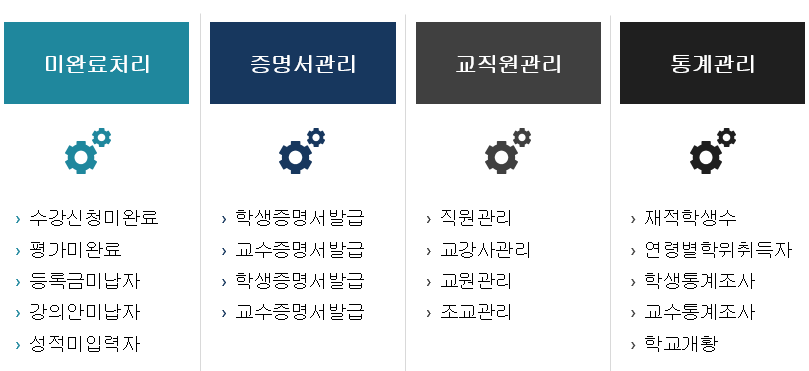 미완료처리
› 수강신청미완료
› 평가미완료
› 등록금미납자
› 강의안미납자
› 성적미입력자
증명서관리
› 학생증명서발급
› 교수증명서발급
› 학생증명서발급
› 교수증명서발급
교직원관리
› 직원관리
› 교강사관리
› 교원관리
› 조교관리
통계관리
› 재적학생수
› 연령별학위취득자
› 학생통계조사
› 교수통계조사
› 학교개황